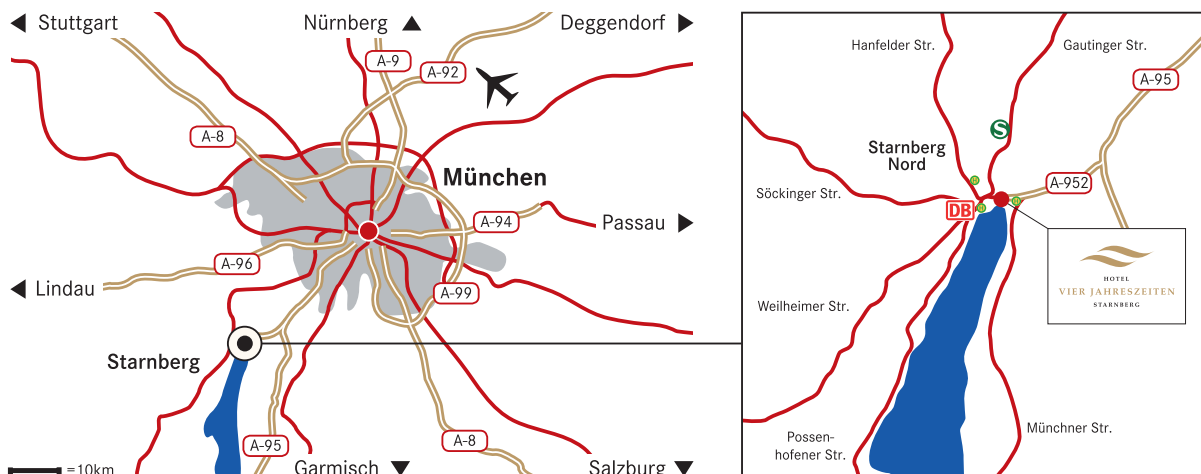 Stuttgart
Nürnberg
Deggendorf
A-9
A-92
A-8
München
A-94
Passau
A-96
Lindau
A-99
Starnberg
A-95
A-8
=10km
Garmisch
Salzburg
Hanfelder Str.
Gautinger Str.
A-95
S
Starnberg
Nord
H
A-952
Söckinger Str.
DB
H
H
HOTEL
VIER JAHRESZEITEN
STARNBERG
Weilheimer Str.
Münchner Str.
Possen-
hofener Str.